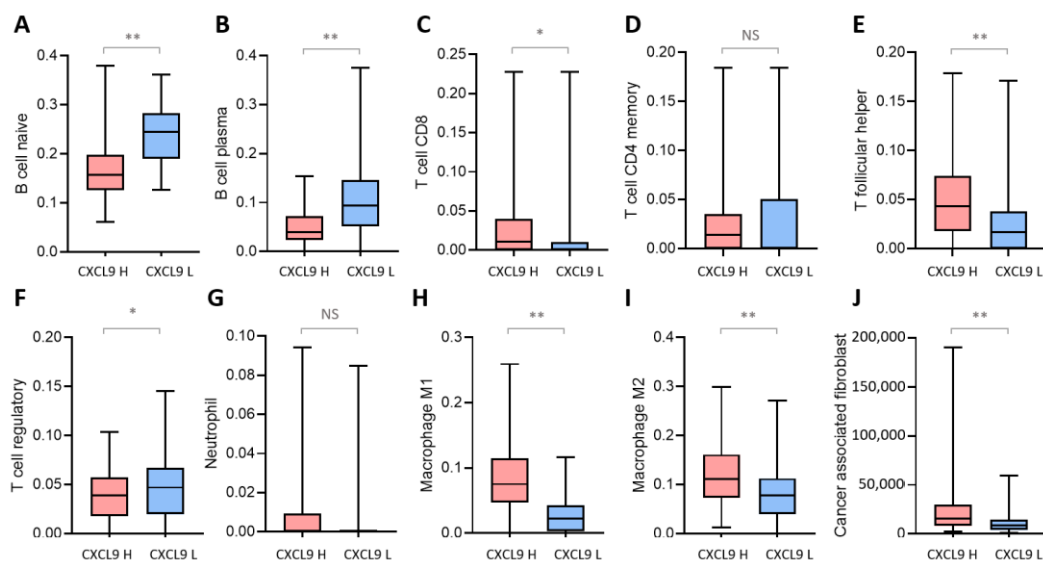 A
**
B cell naive
0.4
0.3
0.2
0.1
0.0
CXCL9 H CXCL9 L
B
**
B cell plasma
0.4
0.3
0.2
0.1
0.0
CXCL9 H CXCL9 L
C
*
T cell CD8
0.25
0.20
0.15
0.10
0.05
0.00
CXCL9 H CXCL9 L
D
NS
T cell CD4 memory
0.20
0.15
0.10
0.05
0.00
CXCL9 H CXCL9 L
E
**
T follicular helper
0.20
0.15
0.10
0.05
0.00
CXCL9 H CXCL9 L
F
*
T cell regulatory
0.20
0.15
0.10
0.05
0.00
CXCL9 H CXCL9 L
G
NS
Neutrophil
0.10
0.08
0.06
0.04
0.02
0.00
CXCL9 H CXCL9 L
H
**
Macrophage M1
0.3
0.2
0.1
0.0
CXCL9 H CXCL9 L
I
**
Macrophage M2
0.4
0.3
0.2
0.1
0.0
CXCL9 H CXCL9 L
J
**
Cancer associated fibroblast
200,000
150,000
100,000
50,000
0
CXCL9 H CXCL9 L